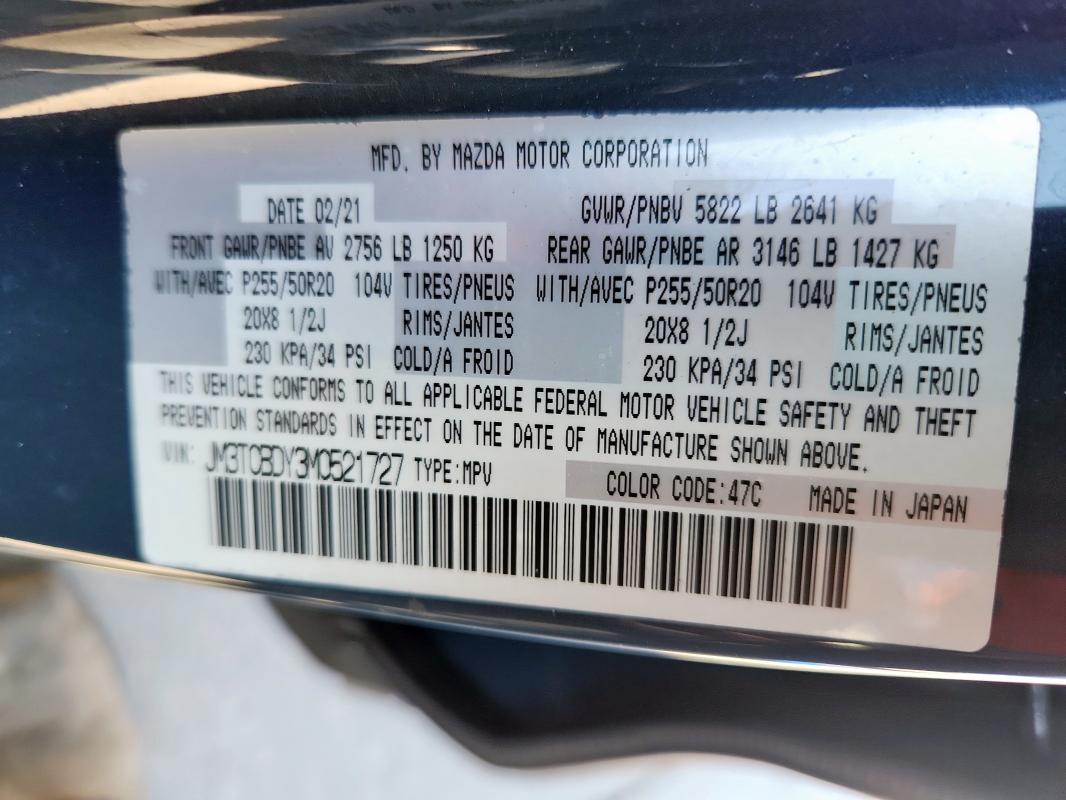 MFD. BY MAZDA MOTOR CORPORATION
DATE 02/21 GVWR/PNBV 5822 LB 2641 KG
FRONT GAWR/PNBE AV 2756 LB 1250 KG REAR GAWR/PNBE AR 3146 LB 1427 KG
WITH/AVEC P255/50R20 104V TIRES/PNEUS WITH/AVEC P255/50R20 104V TIRES/PNEUS
20X8 1/2J RIMS/JANTES 20X8 1/2J RIMS/JANTES
230 KPA/34 PSI COLD/A FROID 230 KPA/34 PSI COLD/A FROID
THIS VEHICLE CONFORMS TO ALL APPLICABLE FEDERAL MOTOR VEHICLE SAFETY AND THEFT
PREVENTION STANDARDS IN EFFECT ON THE DATE OF MANUFACTURE SHOWN ABOVE.
VIN: JM3TCBDY3M0521727 TYPE:MPV COLOR CODE:47C MADE IN JAPAN